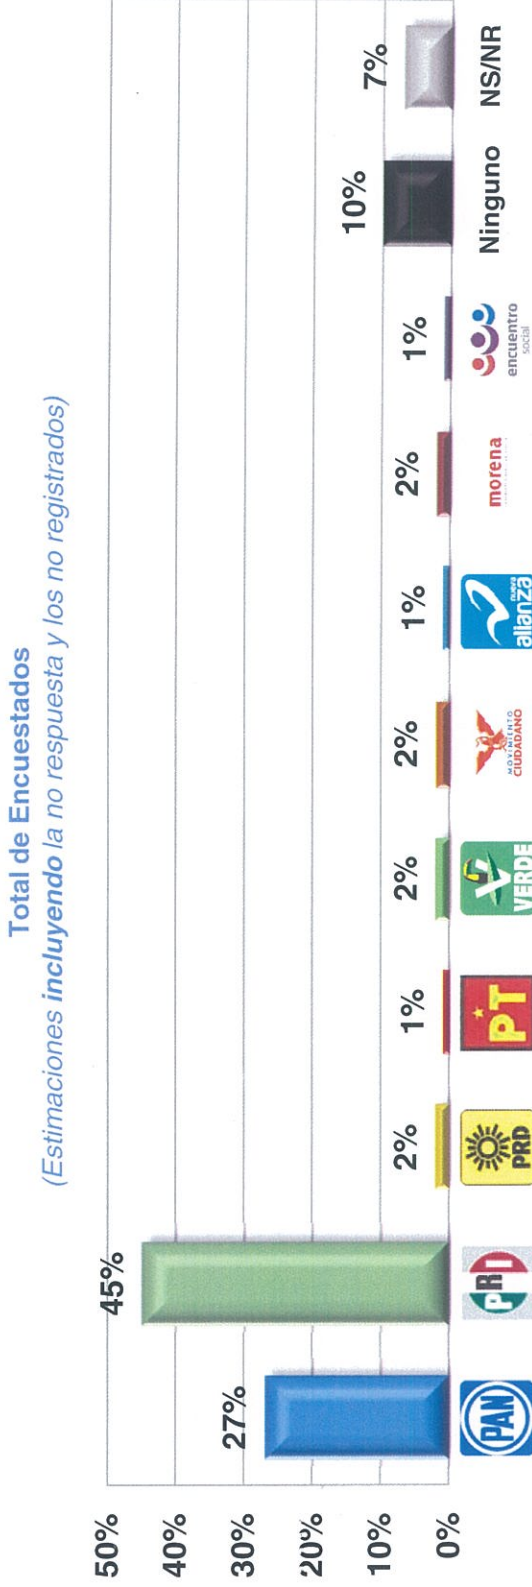 Total de Encuestados
(Estimaciones incluyendo la no respuesta y los no registrados)
50%
40%
30%
20%
10%
0%
27%
45%
2%
1%
2%
2%
1%
2%
1%
10%
7%
PAN
PRI
PRD
PT
VERDE
MOVIMIENTO
CIUDADANO
nueva
alianza
morena
encuentro
social
Ninguno
NS/NR